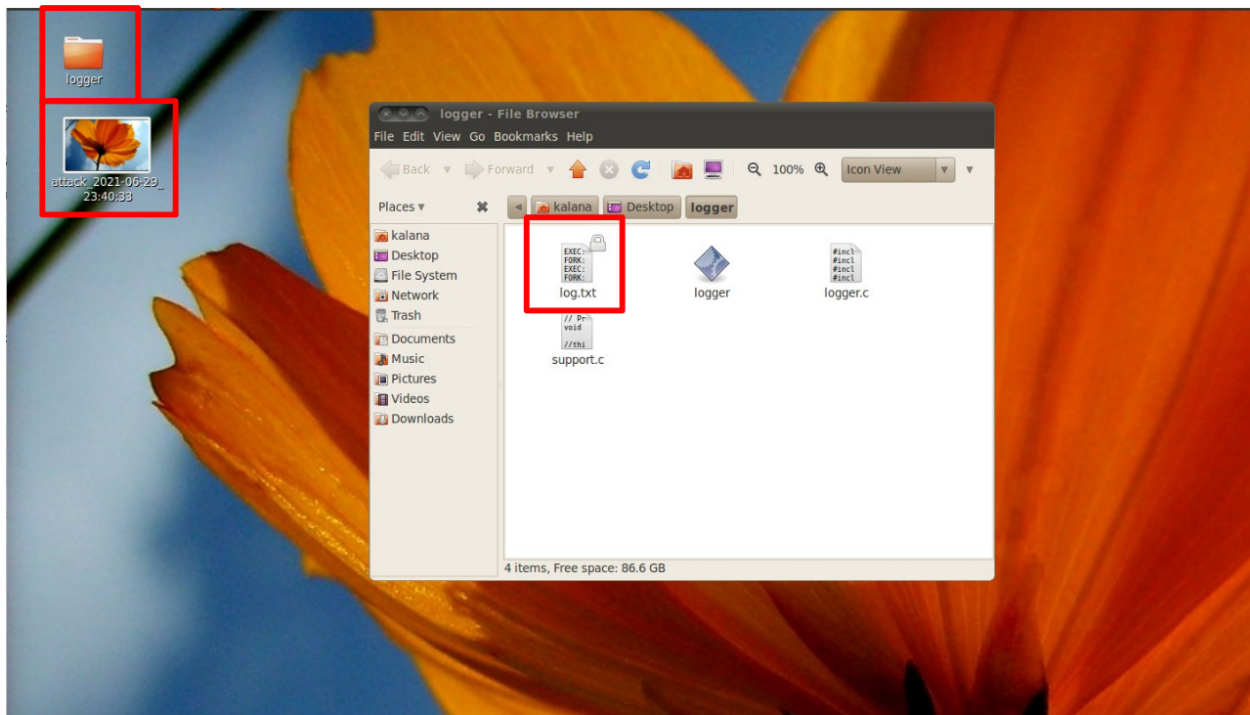 logger
attack_2021-06-29_
23:40:33
logger - File Browser
File Edit View Go Bookmarks Help
Back Forward 100% Icon View
Places kalana Desktop logger
kalana
Desktop
File System
Network
Trash
Documents
Music
Pictures
Videos
Downloads
EXEC:
FORK:
EXEC:
FORK:
log.txt
logger
#incl
#incl
#incl
#incl
logger.c
// Pr
void
//thi
support.c
4 items, Free space: 86.6 GB